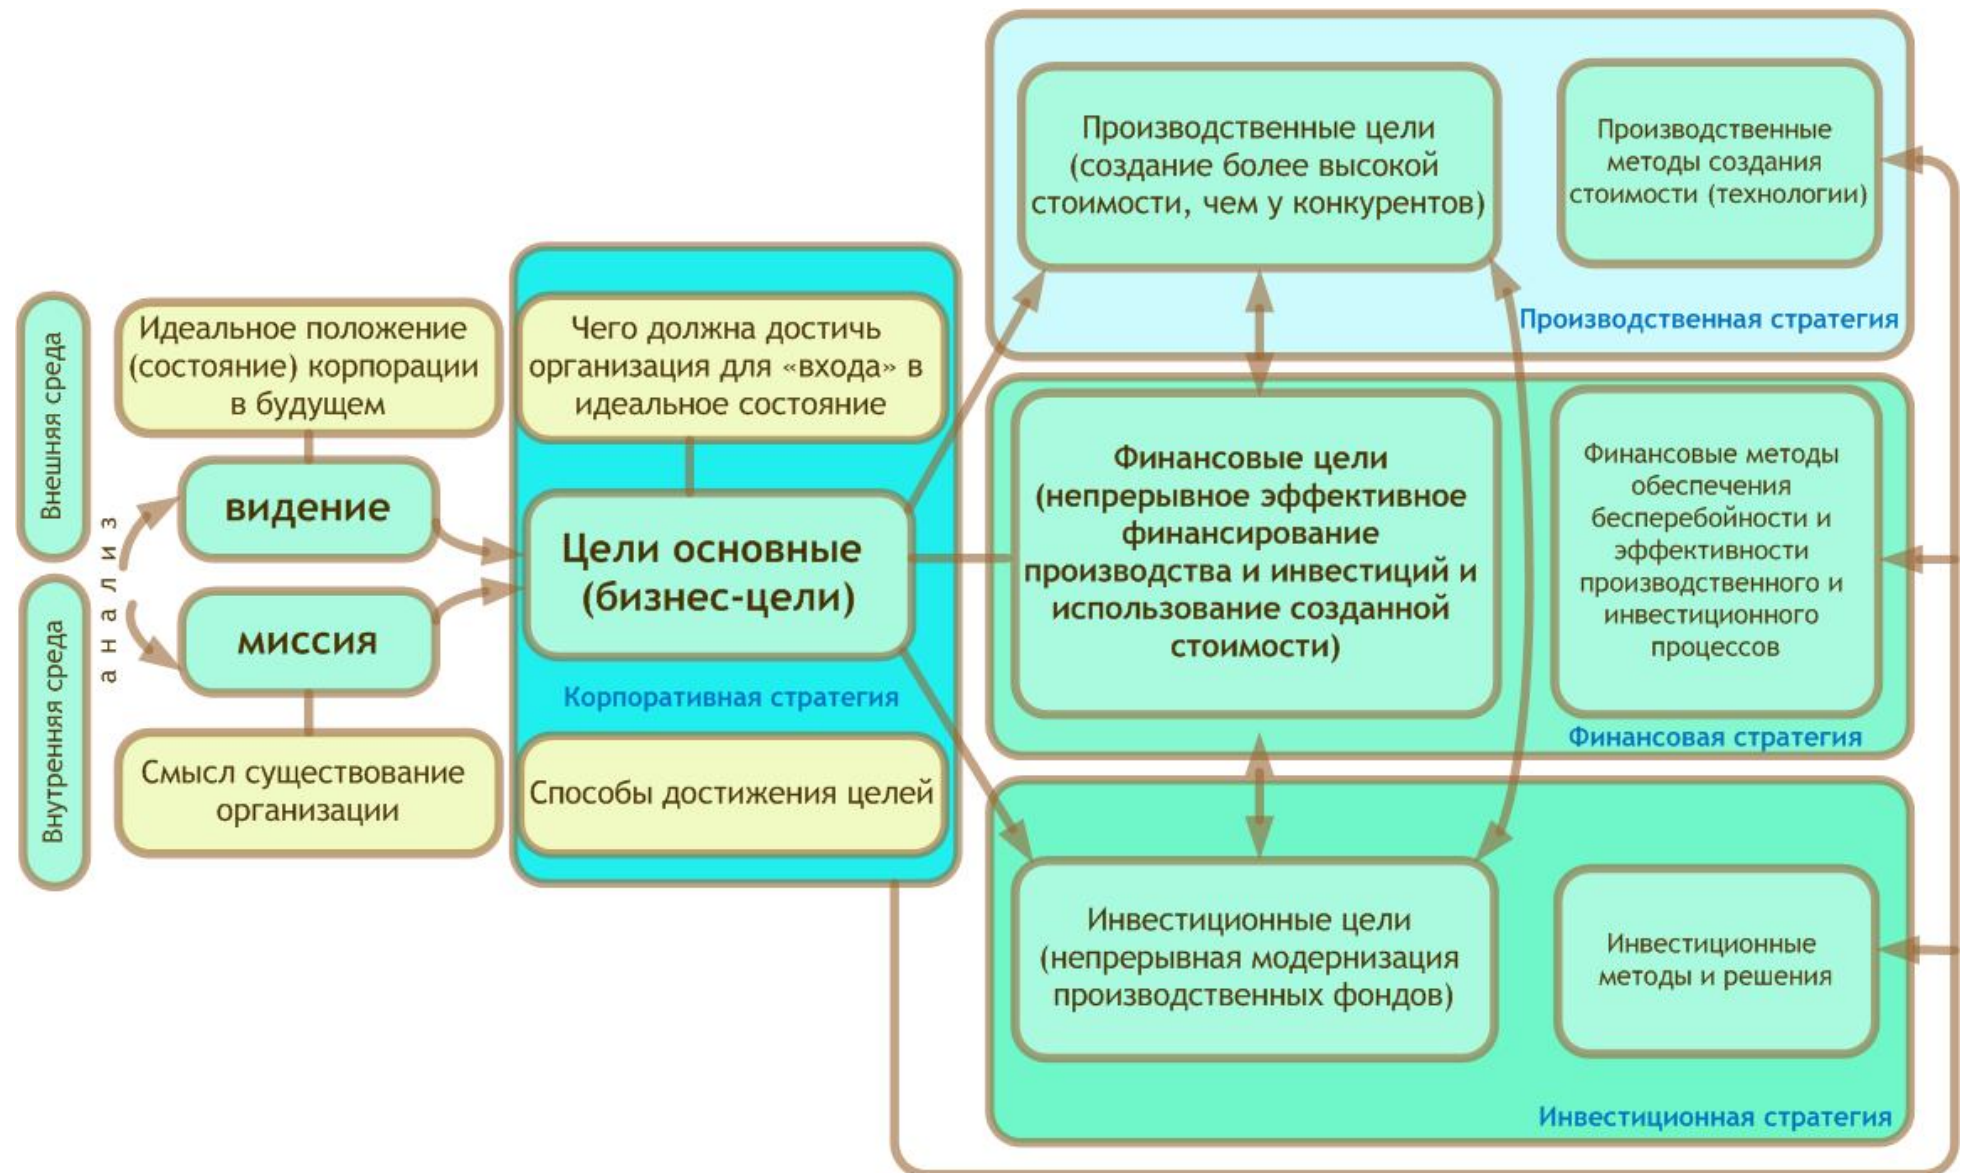 Внешняя среда
Внутренняя среда
анализ
Идеальное положение
(состояние) корпорации
в будущем
видение
миссия
Смысл существование
организации
Чего должна достичь
организация для «входа» в
идеальное состояние
Цели основные
(бизнес-цели)
Корпоративная стратегия
Способы достижения целей
Производственные цели
(создание более высокой
стоимости, чем у конкурентов)
Производственные
методы создания
стоимости (технологии)
Производственная стратегия
Финансовые цели
(непрерывное эффективное
финансирование
производства и инвестиций и
использование созданной
стоимости)
Финансовые методы
обеспечения
бесперебойности и
эффективности
производственного и
инвестиционного
процессов
Финансовая стратегия
Инвестиционные цели
(непрерывная модернизация
производственных фондов)
Инвестиционные
методы и решения
Инвестиционная стратегия